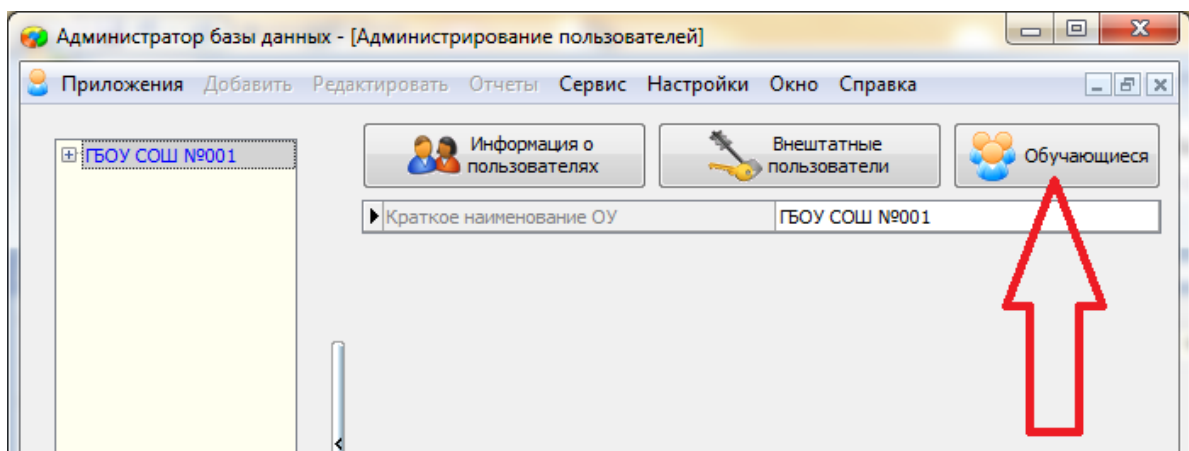 Администратор базы данных - [Администрирование пользователей]
Приложения Добавить Редактировать Отчеты Сервис Настройки Окно Справка
ГБОУ СОШ №001
Информация о
пользователях
Внештатные
пользователи
Обучающиеся
Краткое наименование ОУ
ГБОУ СОШ №001